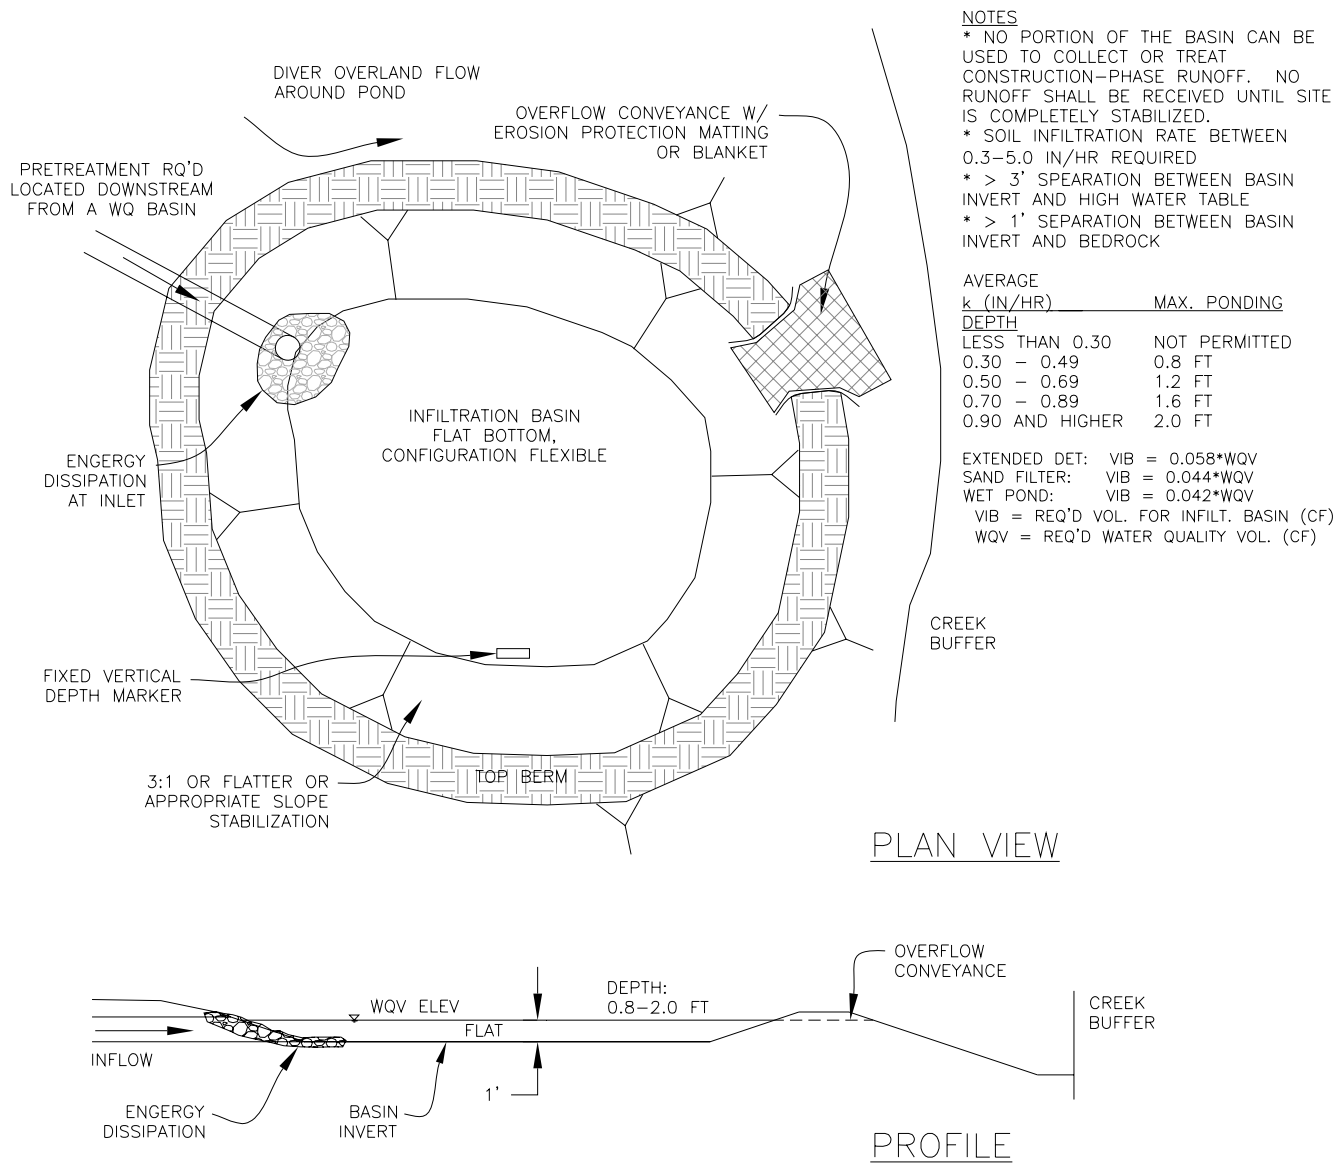 NOTES
* NO PORTION OF THE BASIN CAN BE
USED TO COLLECT OR TREAT
CONSTRUCTION-PHASE RUNOFF. NO
RUNOFF SHALL BE RECEIVED UNTIL SITE
IS COMPLETELY STABILIZED.
* SOIL INFILTRATION RATE BETWEEN
0.3-5.0 IN/HR REQUIRED
* > 3' SPEARATION BETWEEN BASIN
INVERT AND HIGH WATER TABLE
* > 1' SEPARATION BETWEEN BASIN
INVERT AND BEDROCK
AVERAGE
k (IN/HR) MAX. PONDING
DEPTH
LESS THAN 0.30 NOT PERMITTED
0.30 - 0.49 0.8 FT
0.50 - 0.69 1.2 FT
0.70 - 0.89 1.6 FT
0.90 AND HIGHER 2.0 FT
EXTENDED DET: VIB = 0.058*WQV
SAND FILTER: VIB = 0.044*WQV
WET POND: VIB = 0.042*WQV
VIB = REQ'D VOL. FOR INFILT. BASIN (CF)
WQV = REQ'D WATER QUALITY VOL. (CF)
DIVER OVERLAND FLOW
AROUND POND
OVERFLOW CONVEYANCE W/
EROSION PROTECTION MATTING
OR BLANKET
PRETREATMENT RQ'D
LOCATED DOWNSTREAM
FROM A WQ BASIN
INFILTRATION BASIN
FLAT BOTTOM,
CONFIGURATION FLEXIBLE
ENGERGY
DISSIPATION
AT INLET
CREEK
BUFFER
FIXED VERTICAL
DEPTH MARKER
3:1 OR FLATTER OR
APPROPRIATE SLOPE
STABILIZATION
TOP BERM
PLAN VIEW
OVERFLOW
CONVEYANCE
DEPTH:
0.8-2.0 FT
WQV ELEV
FLAT
CREEK
BUFFER
INFLOW
1'
ENGERGY
DISSIPATION
BASIN
INVERT
PROFILE